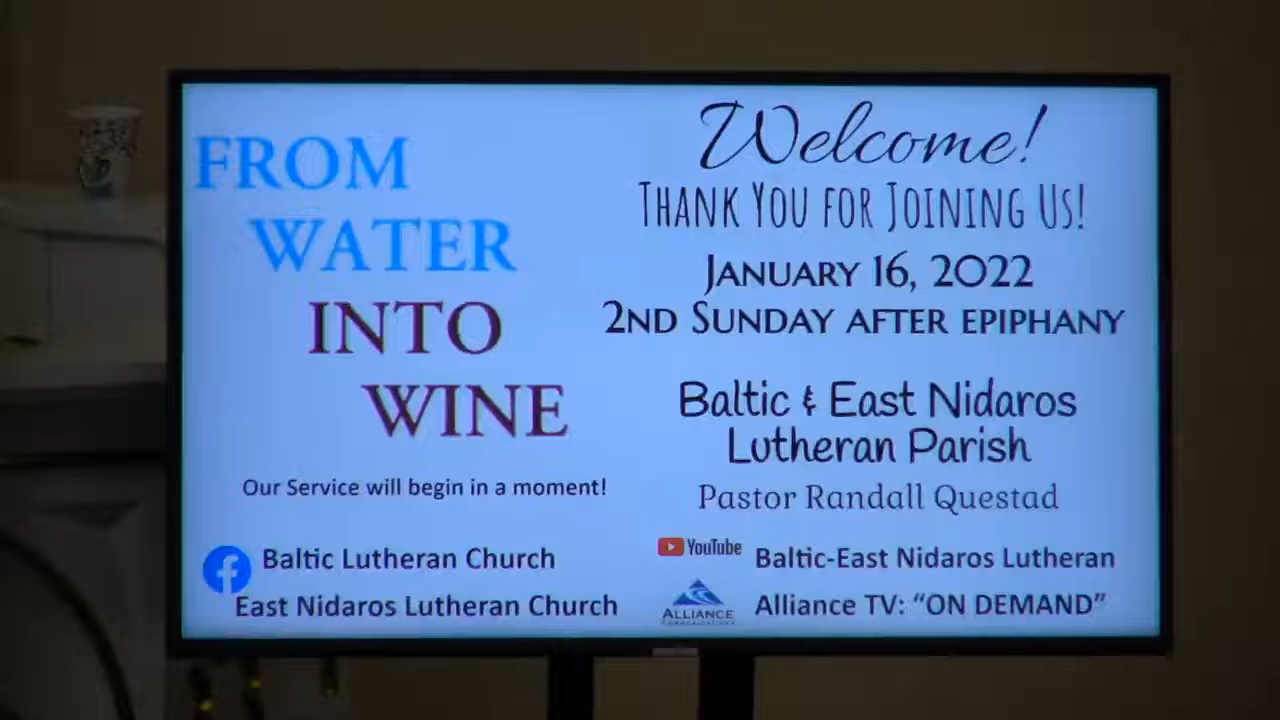 FROM
WATER
INTO
WINE
Our Service will begin in a moment!
Baltic Lutheran Church
East Nidaros Lutheran Church
Welcome!
THANK YOU FOR JOINING US!
JANUARY 16, 2022
2ND SUNDAY AFTER EPIPHANY
Baltic & East Nidaros
Lutheran Parish
Pastor Randall Questad
YouTube Baltic-East Nidaros Lutheran
ALLIANCE
COMMUNICATIONS
Alliance TV: “ON DEMAND”